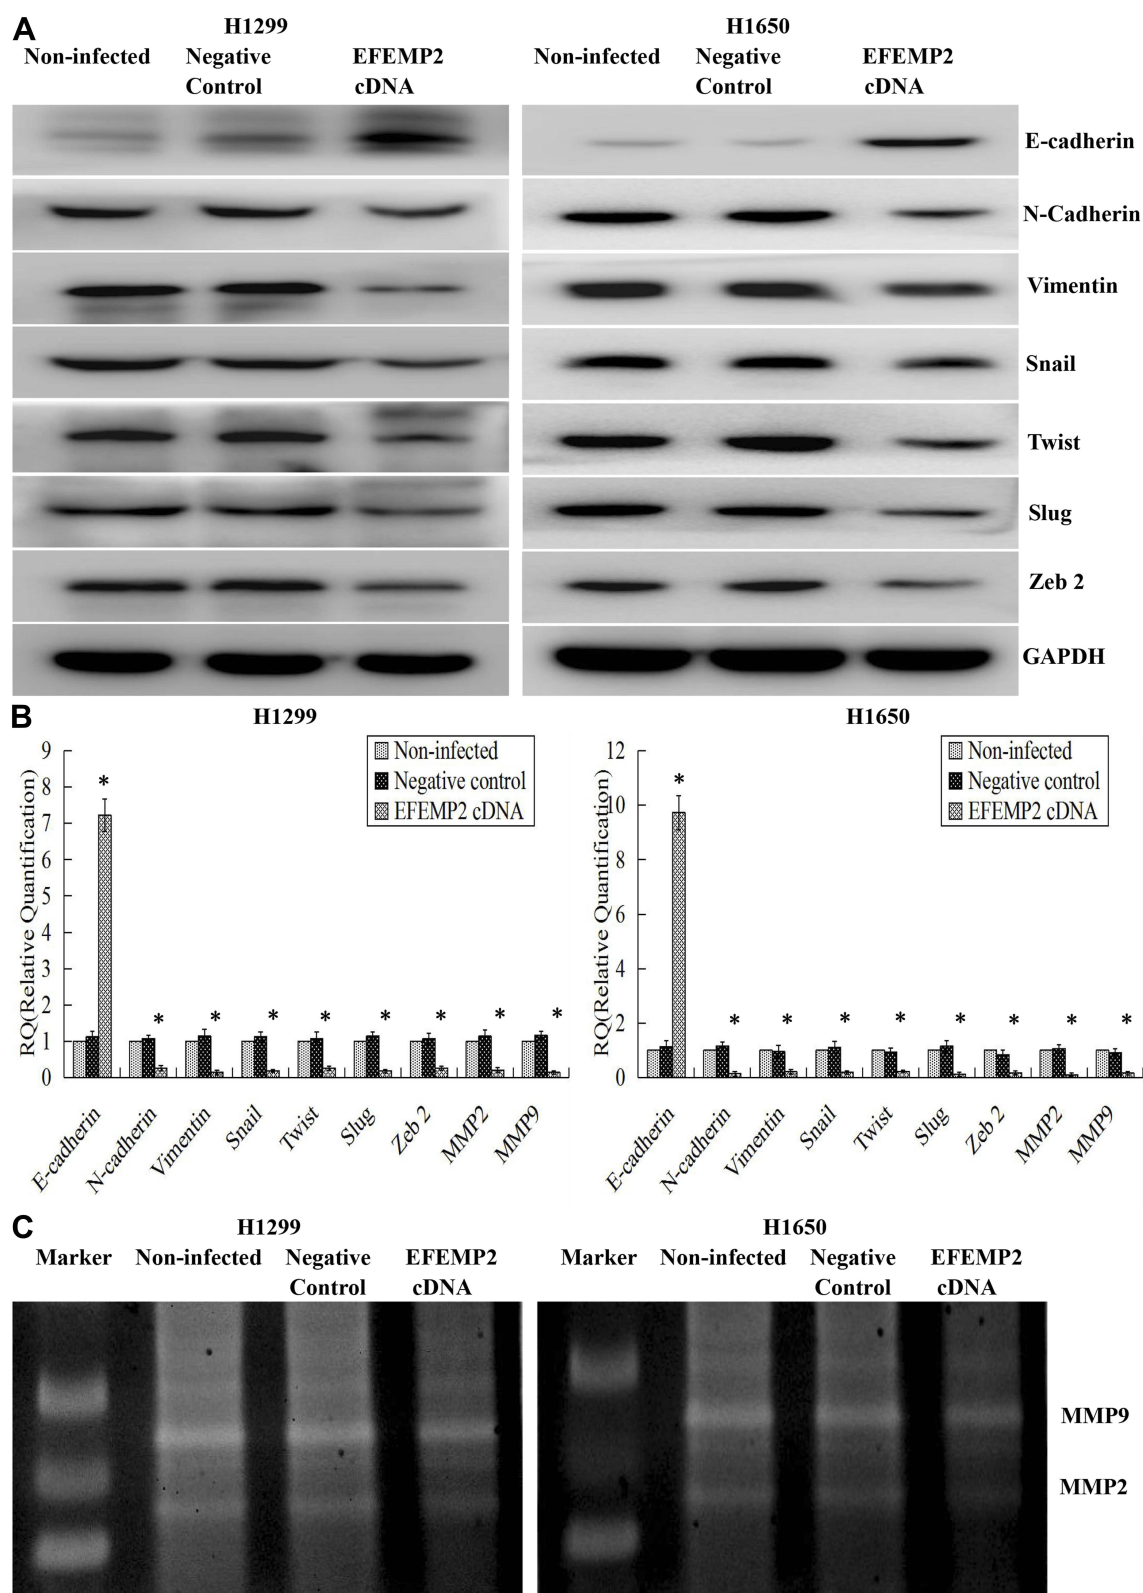 A
H1299 H1650
Non-infected Negative Control EFEMP2 cDNA Non-infected Negative Control EFEMP2 cDNA
E-cadherin
N-Cadherin
Vimentin
Snail
Twist
Slug
Zeb 2
GAPDH
B
H1299
RQ(Relative Quantification)
9
8
7
6
5
4
3
2
1
0
Non-infected
Negative control
EFEMP2 cDNA
* * * * * * * * *
E-cadherin N-cadherin Vimentin Snail Twist Slug Zeb 2 MMP2 MMP9
H1650
RQ(Relative Quantification)
12
10
8
6
4
2
0
Non-infected
Negative control
EFEMP2 cDNA
* * * * * * * * *
E-cadherin N-cadherin Vimentin Snail Twist Slug Zeb 2 MMP2 MMP9
C
H1299 H1650
Marker Non-infected Negative Control EFEMP2 cDNA Marker Non-infected Negative Control EFEMP2 cDNA
MMP9
MMP2